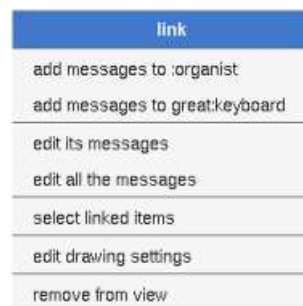 link
add messages to :organist
add messages to great:keyboard
edit its messages
edit all the messages
select linked items
edit drawing settings
remove from view